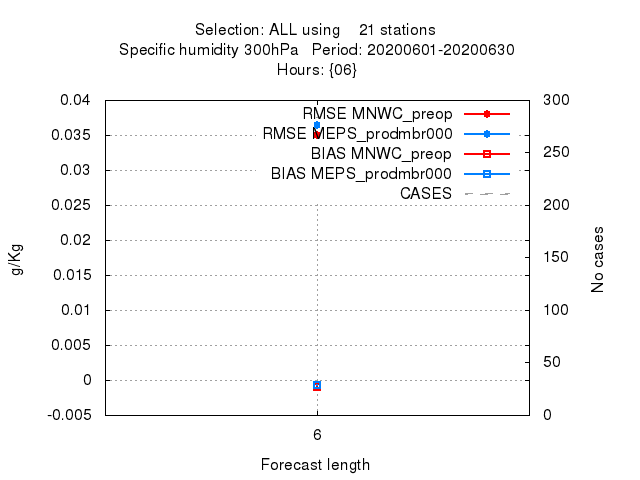 Selection: ALL using 21 stations
Specific humidity 300hPa Period: 20200601-20200630
Hours: {06}
0.04
0.035
0.03
0.025
0.02
0.015
0.01
0.005
0
-0.005
g/Kg
RMSE MNWC_preop
RMSE MEPS_prodmbr000
BIAS MNWC_preop
BIAS MEPS_prodmbr000
CASES
300
250
200
150
100
50
0
No cases
6
Forecast length